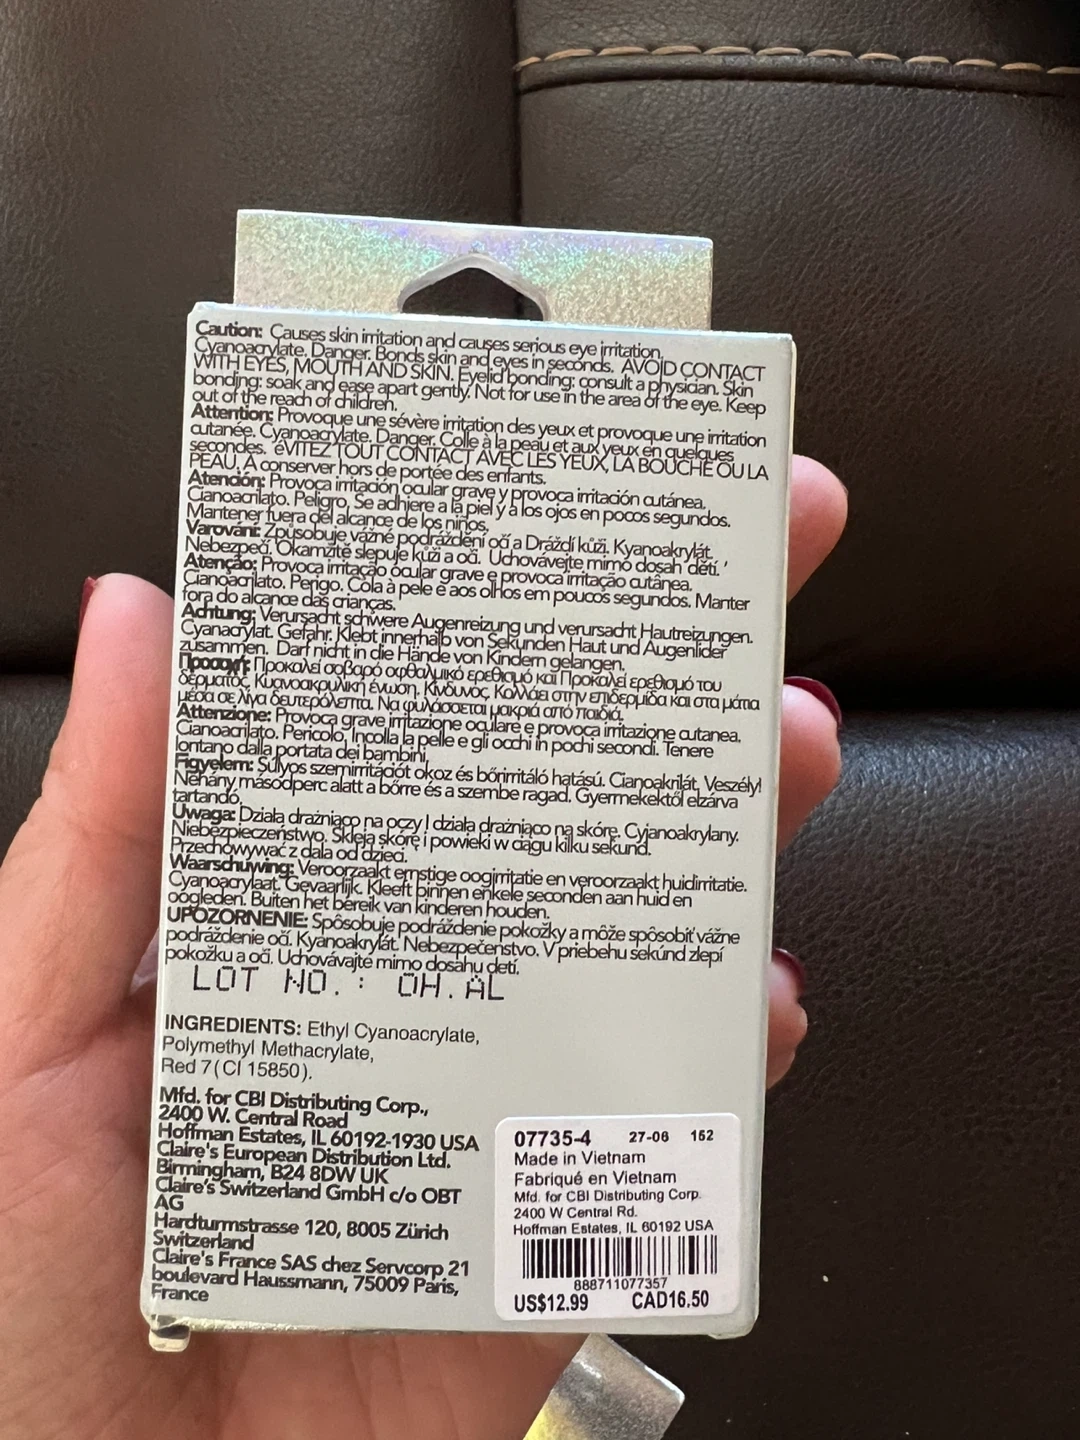 Caution: Causes skin irritation and causes serious eye irritation.
Cyanoacrylate. Danger. Bonds skin and eyes in seconds. AVOID CONTACT
WITH EYES, MOUTH AND SKIN. Eyelid bonding: consult a physician. Skin
bonding: soak and ease apart gently. Not for use in the area of the eye. Keep
out of the reach of children.
Attention: Provoque une sévère irritation des yeux et provoque une irritation
cutanée. Cyanoacrylate. Danger. Colle à la peau et aux yeux en quelques
secondes. éVITEZ TOUT CONTACT AVEC LES YEUX, LA BOUCHE OU LA
PEAU. A conserver hors de portée des enfants.
Atención: Provoca irritación ocular grave y provoca irritación cutánea.
Cianoacrilato. Peligro. Se adhiere a la piel y a los ojos en pocos segundos.
Mantener fuera del alcance de los niños.
Varování: Způsobuje vážné podráždění očí a Dráždí kůži. Kyanoakrylát.
Nebezpečí. Okamžitě slepuje kůži a oči. Uchovávejte mimo dosah dětí.
Atenção: Provoca irritação ocular grave e provoca irritação cutânea.
Cianoacrilato. Perigo. Cola à pele e aos olhos em poucos segundos. Manter
fora do alcance das crianças.
Achtung: Verursacht schwere Augenreizung und verursacht Hautreizungen.
Cyanacrylat. Gefahr. Klebt innerhalb von Sekunden Haut und Augenlider
zusammen. Darf nicht in die Hände von Kindern gelangen.
Προσοχή: Προκαλεί σοβαρό οφθαλμικό ερεθισμό και Προκαλεί ερεθισμό του
δέρματος. Κυανοακρυλική ένωση. Κίνδυνος. Κολλάει στην επιδερμίδα και στα μάτια
μέσα σε λίγα δευτερόλεπτα. Να φυλάσσεται μακριά από παιδιά.
Attenzione: Provoca grave irritazione oculare e provoca irritazione cutanea.
Cianoacrilato. Pericolo. Incolla la pelle e gli occhi in pochi secondi. Tenere
lontano dalla portata dei bambini.
Figyelem: Súlyos szemirritációt okoz és bőrirritáló hatású. Cianoakrilát. Veszély!
Néhány másodperc alatt a bőrre és a szembe ragad. Gyermekektől elzárva
tartandó.
Uwaga: Działa drażniąco na oczy I działa drażniąco na skórę. Cyjanoakrylany.
Niebezpieczeństwo. Skleja skórę i powieki w ciągu kilku sekund.
Przechowywać z dala od dzieci.
Waarschuwing: Veroorzaakt ernstige oogirritatie en veroorzaakt huidirritatie.
Cyanoacrylaat. Gevaarlijk. Kleeft binnen enkele seconden aan huid en
oogleden. Buiten het bereik van kinderen houden.
UPOZORNENIE: Spôsobuje podráždenie pokožky a môže spôsobiť vážne
podráždenie očí. Kyanoakrylát. Nebezpečenstvo. V priebehu sekúnd zlepí
pokožku a oči. Uchovávajte mimo dosahu detí.
LOT NO. : OH.AL
INGREDIENTS: Ethyl Cyanoacrylate,
Polymethyl Methacrylate,
Red 7(CI 15850).
Mfd. for CBI Distributing Corp.,
2400 W. Central Road
Hoffman Estates, IL 60192-1930 USA
Claire's European Distribution Ltd.
Birmingham, B24 8DW UK
Claire's Switzerland GmbH c/o OBT
AG
Hardturmstrasse 120, 8005 Zürich
Switzerland
Claire's France SAS chez Servcorp 21
boulevard Haussmann, 75009 Paris,
France
07735-4 27-06 152
Made in Vietnam
Fabriqué en Vietnam
Mfd. for CBI Distributing Corp.
2400 W Central Rd.
Hoffman Estates, IL 60192 USA
888711077357
US$12.99 CAD16.50